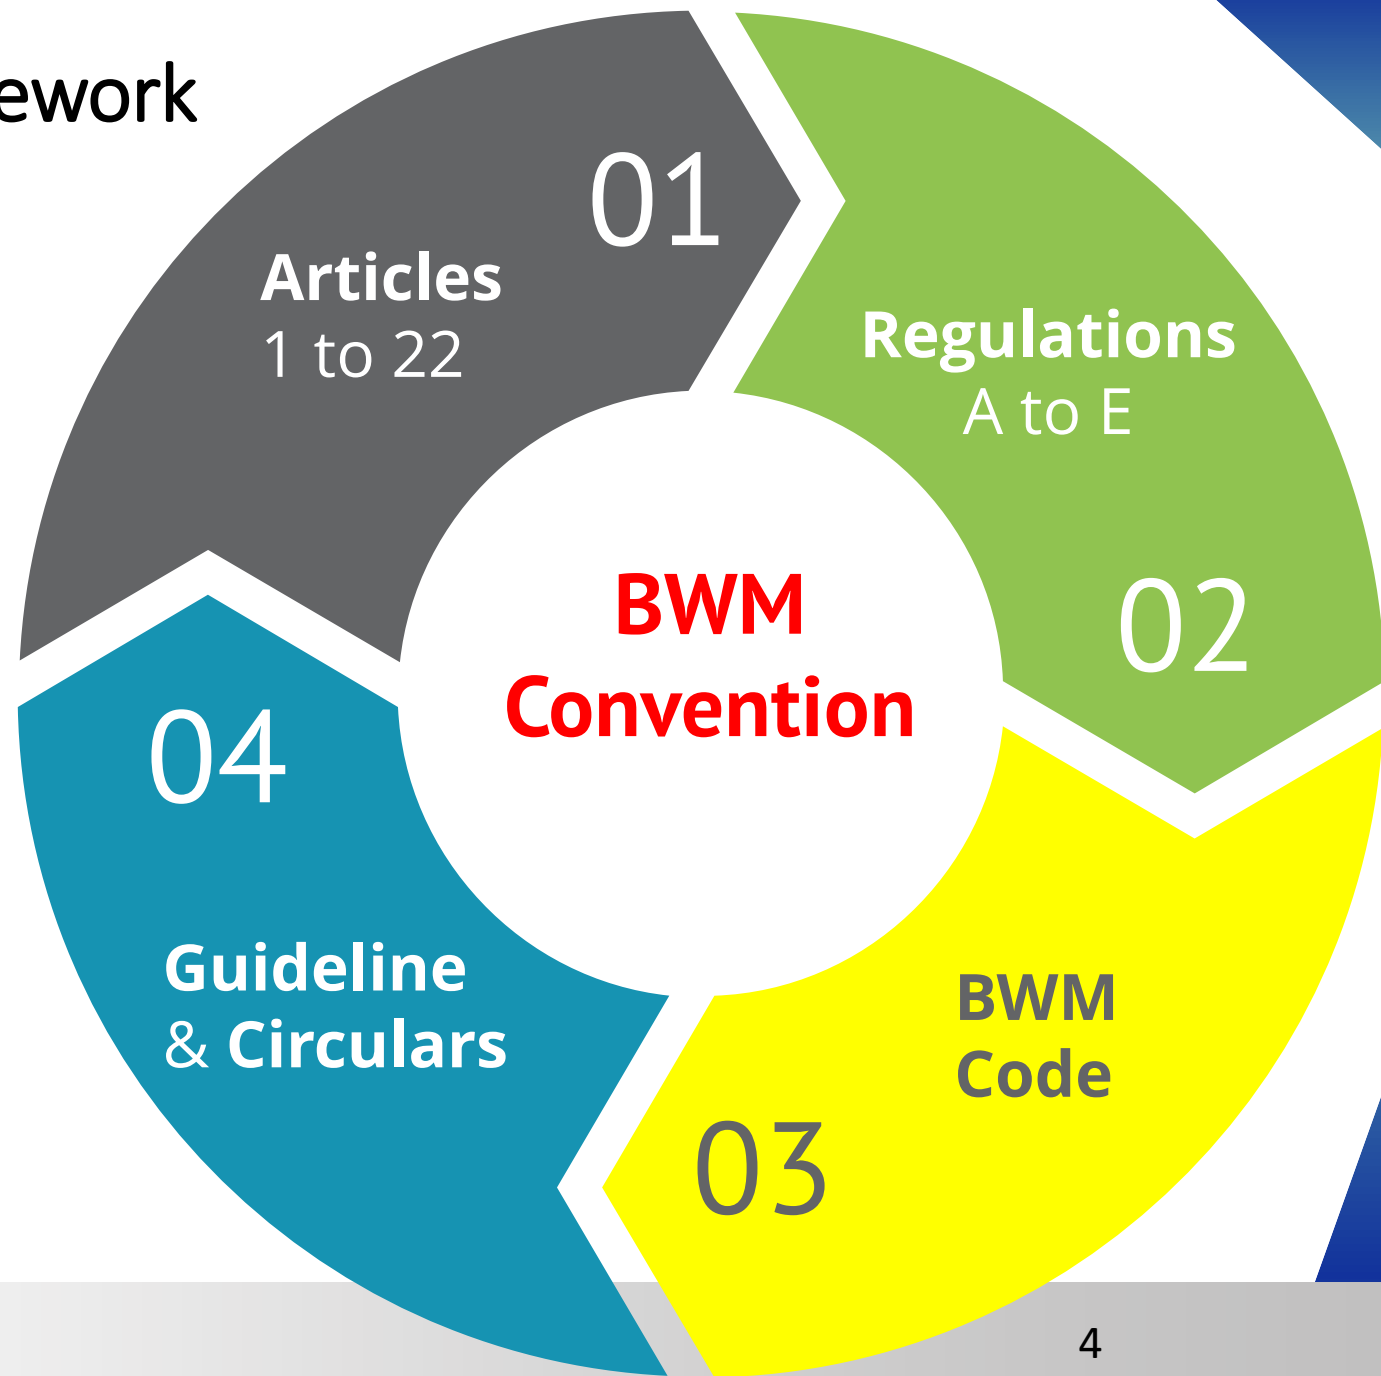 ework
01
Articles
1 to 22
Regulations
A to E
02
BWM
Convention
04
Guideline
& Circulars
BWM
Code
03
4